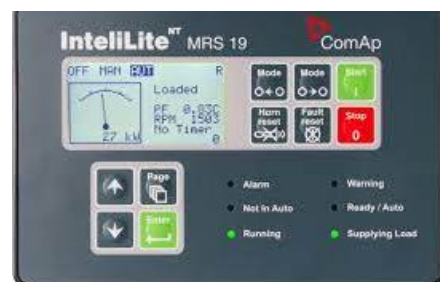 InteliLite NT MRS 19 ComAp
OFF MAN AUT R
Loaded
PF 0.83C
RPM 1503
No Timer
27 kW 0
Mode Mode Start
I
Horn reset Fault reset Stop
0
Page
Enter
Alarm Warning
Not In Auto Ready / Auto
Running Supplying Load